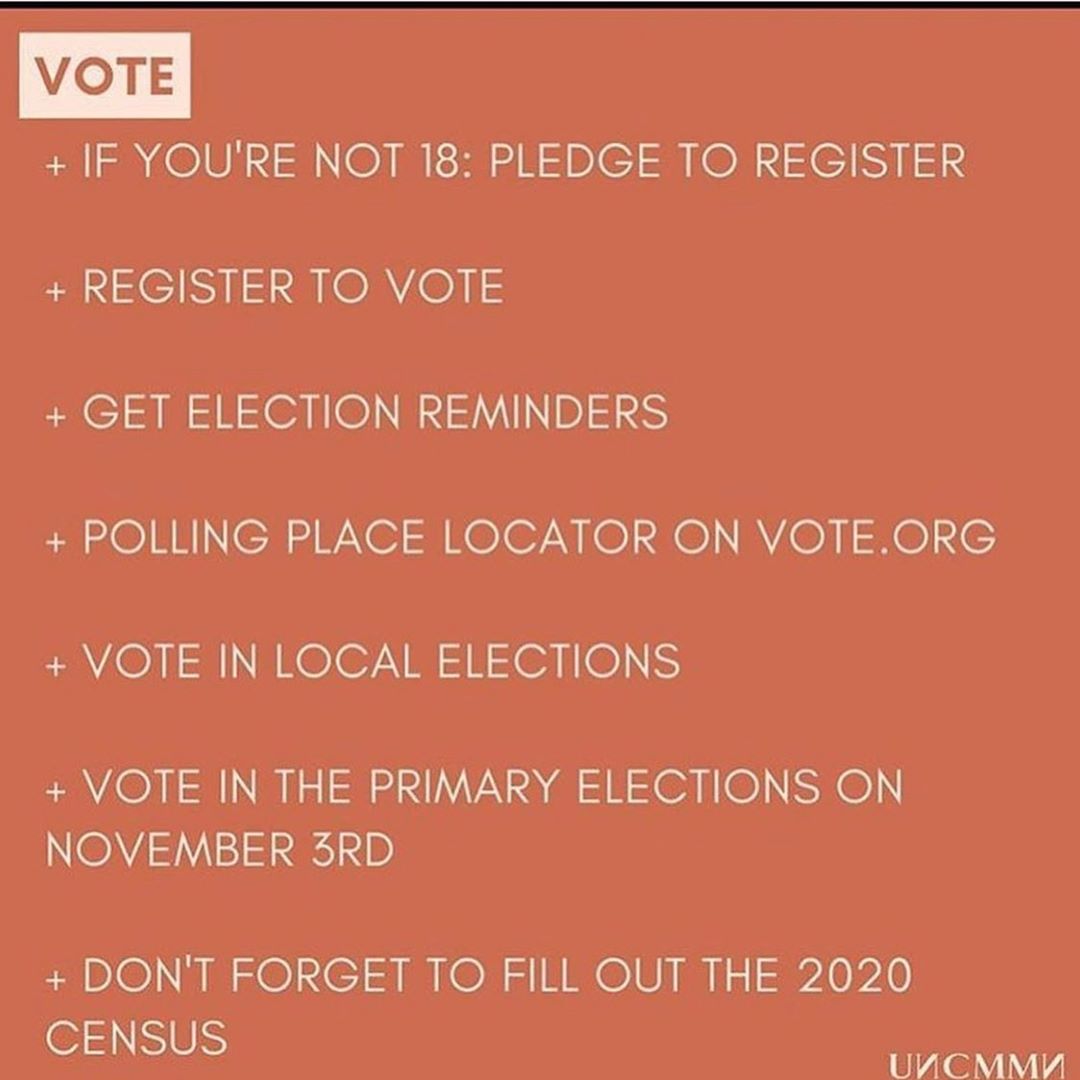 VOTE
+ IF YOU'RE NOT 18: PLEDGE TO REGISTER
+ REGISTER TO VOTE
+ GET ELECTION REMINDERS
+ POLLING PLACE LOCATOR ON VOTE.ORG
+ VOTE IN LOCAL ELECTIONS
+ VOTE IN THE PRIMARY ELECTIONS ON
NOVEMBER 3RD
+ DON'T FORGET TO FILL OUT THE 2020
CENSUS
UИCMMИ